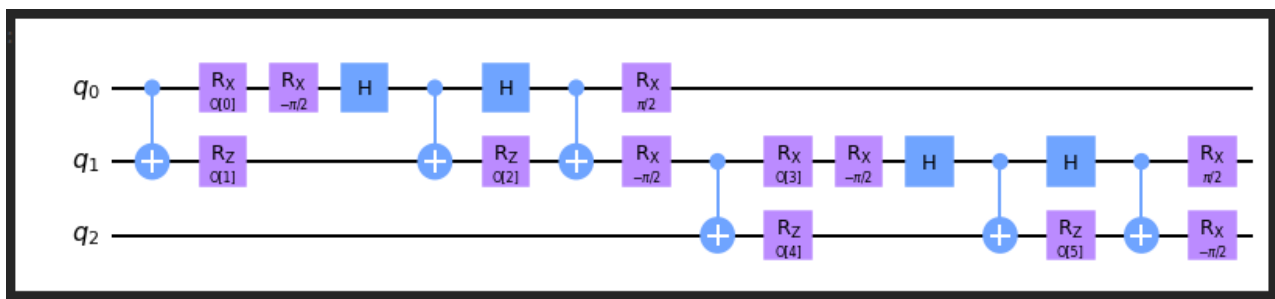 q0 RX O[0] RX −π/2 H H RX π/2
q1 RZ O[1] RZ O[2] RX −π/2 RX O[3] RX −π/2 H H RX π/2
q2 RZ O[4] RZ O[5] RX −π/2